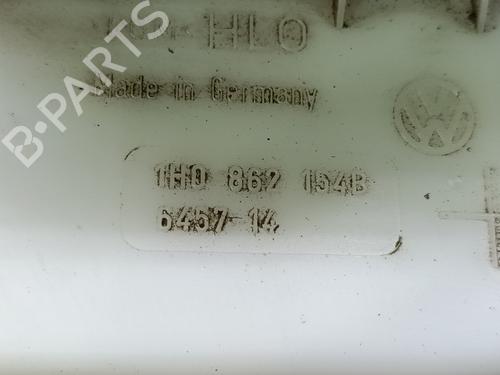 HLO
Made in Germany
1H0 862 154B
6457-14
B-PARTS